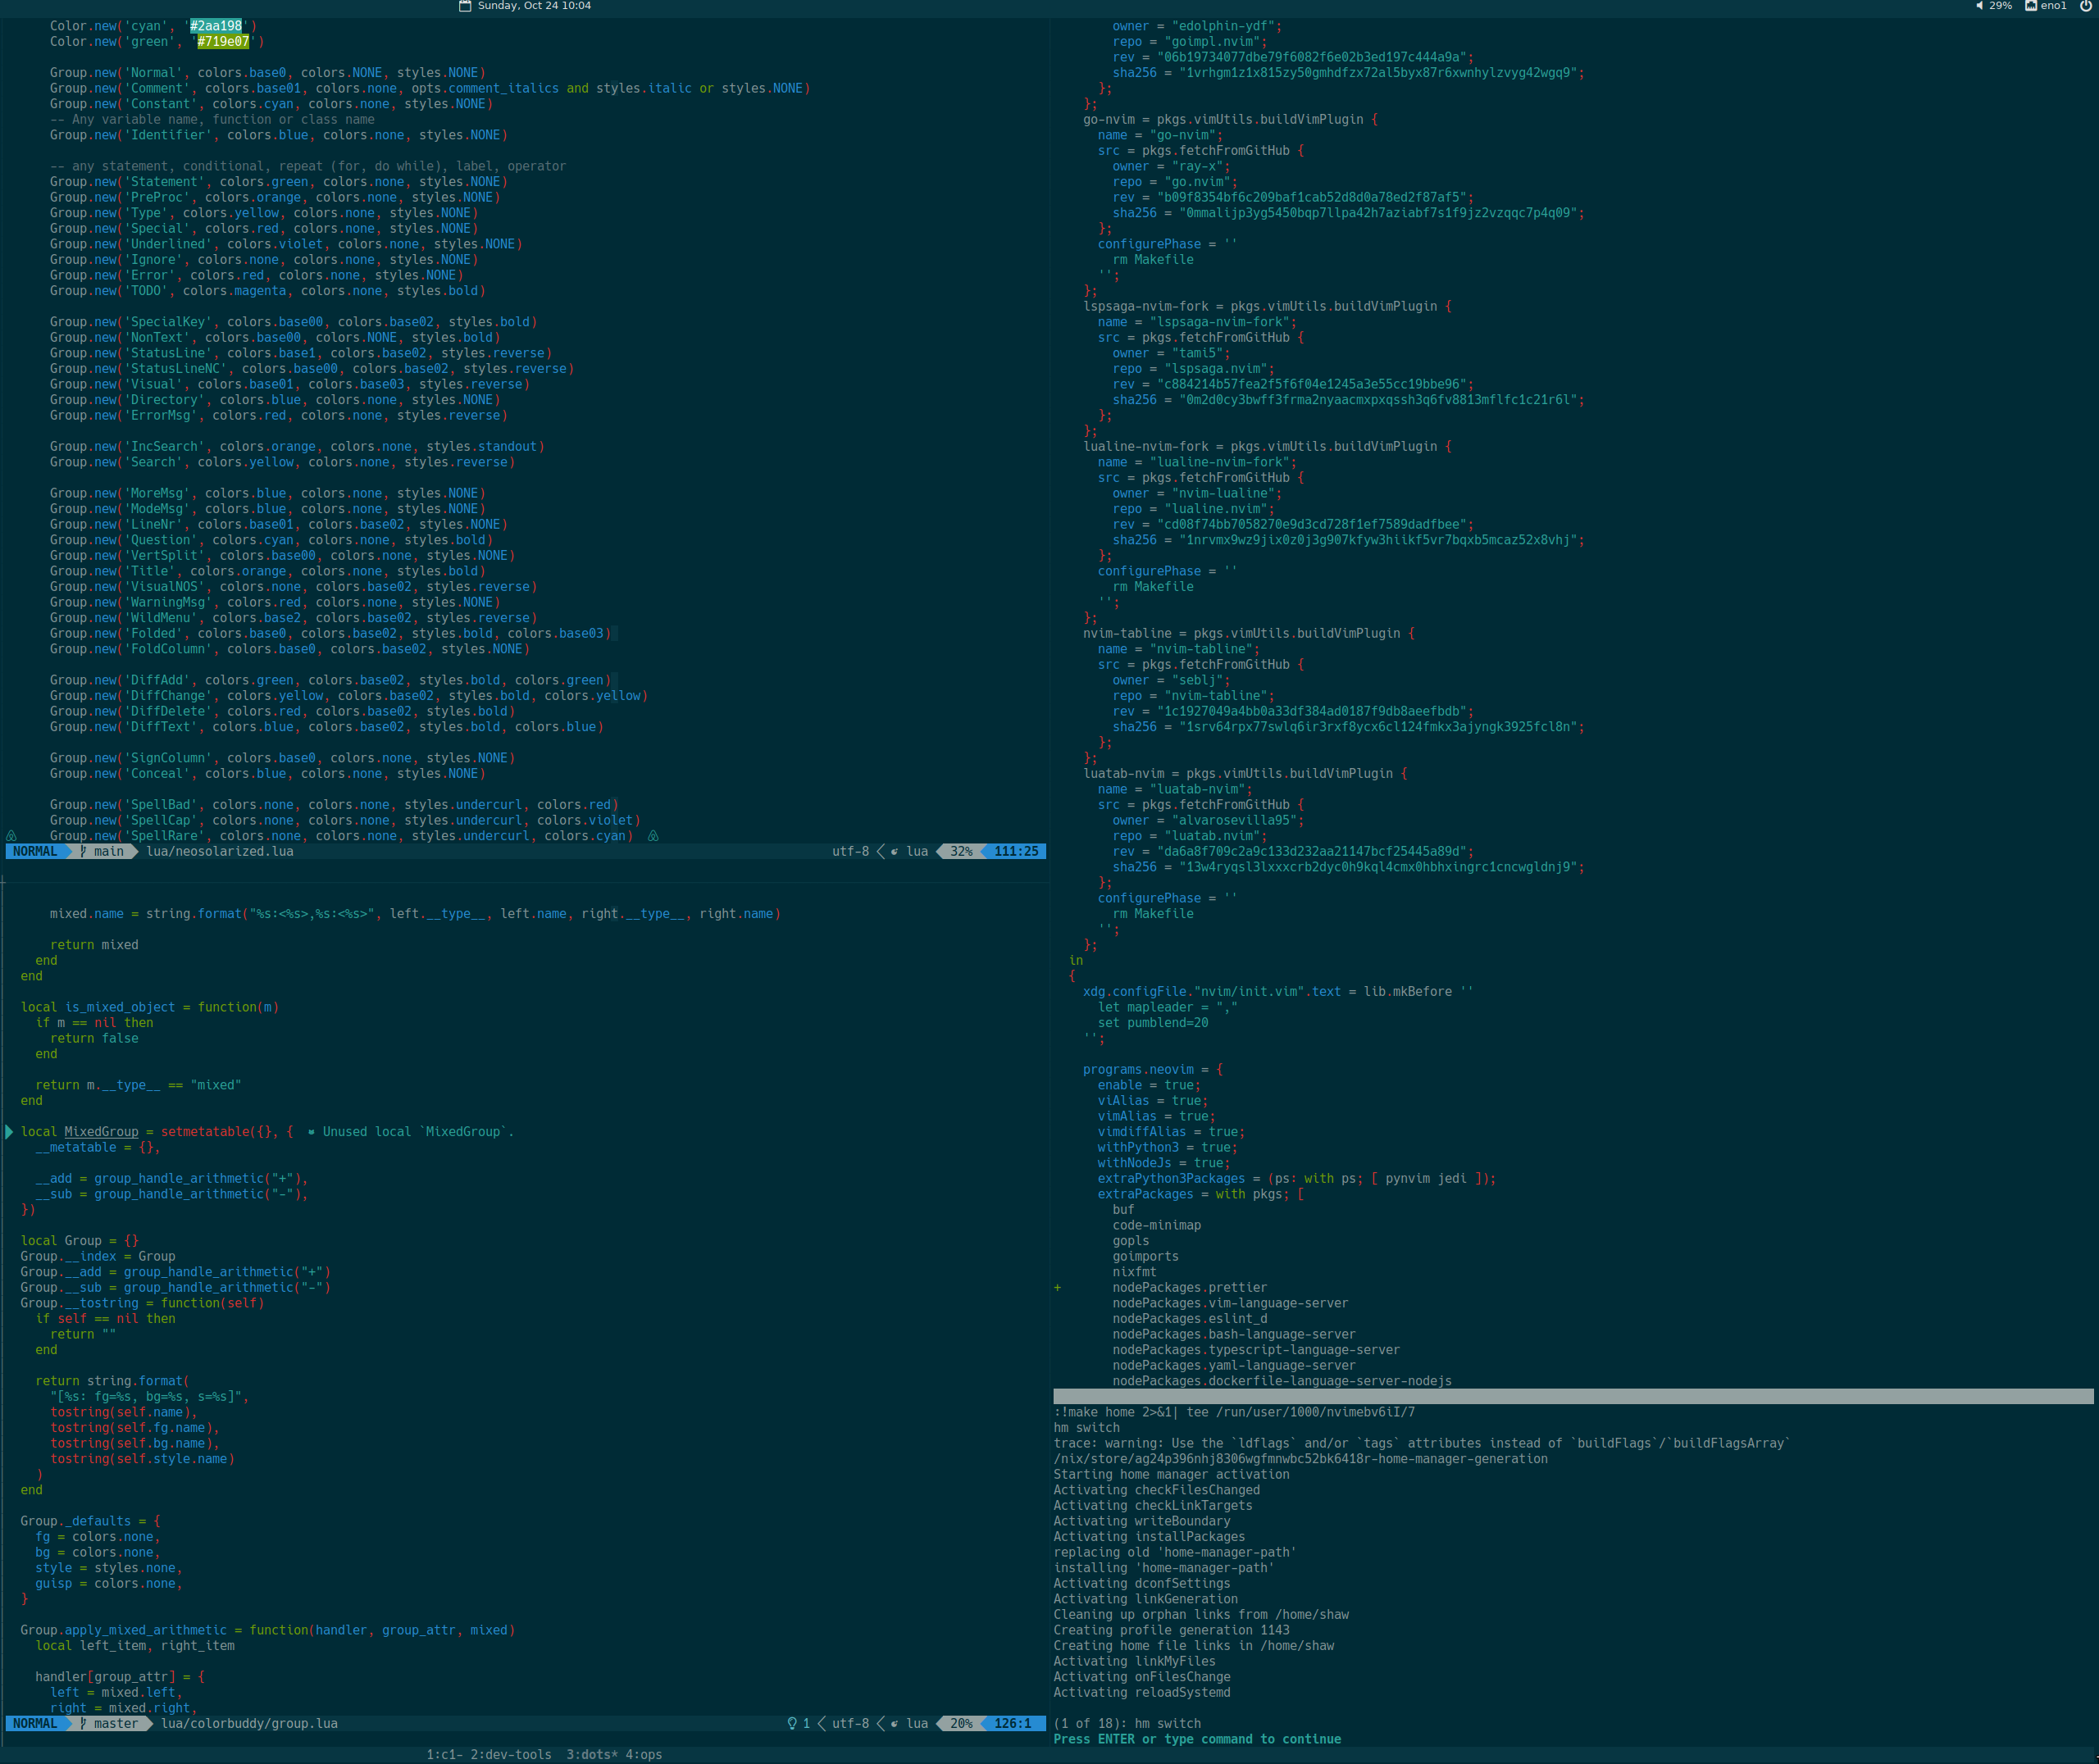 Sunday, Oct 24 10:04
29% eno1
Color.new('cyan', '#2aa198')
Color.new('green', '#719e07')
Group.new('Normal', colors.base0, colors.NONE, styles.NONE)
Group.new('Comment', colors.base01, colors.none, opts.comment_italics and styles.italic or styles.NONE)
Group.new('Constant', colors.cyan, colors.none, styles.NONE)
-- Any variable name, function or class name
Group.new('Identifier', colors.blue, colors.none, styles.NONE)
-- any statement, conditional, repeat (for, do while), label, operator
Group.new('Statement', colors.green, colors.none, styles.NONE)
Group.new('PreProc', colors.orange, colors.none, styles.NONE)
Group.new('Type', colors.yellow, colors.none, styles.NONE)
Group.new('Special', colors.red, colors.none, styles.NONE)
Group.new('Underlined', colors.violet, colors.none, styles.NONE)
Group.new('Ignore', colors.none, colors.none, styles.NONE)
Group.new('Error', colors.red, colors.none, styles.NONE)
Group.new('TODO', colors.magenta, colors.none, styles.bold)
Group.new('SpecialKey', colors.base00, colors.base02, styles.bold)
Group.new('NonText', colors.base00, colors.NONE, styles.bold)
Group.new('StatusLine', colors.base1, colors.base02, styles.reverse)
Group.new('StatusLineNC', colors.base00, colors.base02, styles.reverse)
Group.new('Visual', colors.base01, colors.base03, styles.reverse)
Group.new('Directory', colors.blue, colors.none, styles.NONE)
Group.new('ErrorMsg', colors.red, colors.none, styles.reverse)
Group.new('IncSearch', colors.orange, colors.none, styles.standout)
Group.new('Search', colors.yellow, colors.none, styles.reverse)
Group.new('MoreMsg', colors.blue, colors.none, styles.NONE)
Group.new('ModeMsg', colors.blue, colors.none, styles.NONE)
Group.new('LineNr', colors.base01, colors.base02, styles.NONE)
Group.new('Question', colors.cyan, colors.none, styles.bold)
Group.new('VertSplit', colors.base00, colors.none, styles.NONE)
Group.new('Title', colors.orange, colors.none, styles.bold)
Group.new('VisualNOS', colors.none, colors.base02, styles.reverse)
Group.new('WarningMsg', colors.red, colors.none, styles.NONE)
Group.new('WildMenu', colors.base2, colors.base02, styles.reverse)
Group.new('Folded', colors.base0, colors.base02, styles.bold, colors.base03)
Group.new('FoldColumn', colors.base0, colors.base02, styles.NONE)
Group.new('DiffAdd', colors.green, colors.base02, styles.bold, colors.green)
Group.new('DiffChange', colors.yellow, colors.base02, styles.bold, colors.yellow)
Group.new('DiffDelete', colors.red, colors.base02, styles.bold)
Group.new('DiffText', colors.blue, colors.base02, styles.bold, colors.blue)
Group.new('SignColumn', colors.base0, colors.none, styles.NONE)
Group.new('Conceal', colors.blue, colors.none, styles.NONE)
Group.new('SpellBad', colors.none, colors.none, styles.undercurl, colors.red)
Group.new('SpellCap', colors.none, colors.none, styles.undercurl, colors.violet)
Group.new('SpellRare', colors.none, colors.none, styles.undercurl, colors.cyan)
NORMAL main lua/neosolarized.lua utf-8 lua 32% 111:25
mixed.name = string.format("%s:<%s>,%s:<%s>", left.__type__, left.name, right.__type__, right.name)
return mixed
end
end
local is_mixed_object = function(m)
if m == nil then
return false
end
return m.__type__ == "mixed"
end
local MixedGroup = setmetatable({}, { Unused local `MixedGroup`.
__metatable = {},
__add = group_handle_arithmetic("+"),
__sub = group_handle_arithmetic("-"),
})
local Group = {}
Group.__index = Group
Group.__add = group_handle_arithmetic("+")
Group.__sub = group_handle_arithmetic("-")
Group.__tostring = function(self)
if self == nil then
return ""
end
return string.format(
"[%s: fg=%s, bg=%s, s=%s]",
tostring(self.name),
tostring(self.fg.name),
tostring(self.bg.name),
tostring(self.style.name)
)
end
Group._defaults = {
fg = colors.none,
bg = colors.none,
style = styles.none,
guisp = colors.none,
}
Group.apply_mixed_arithmetic = function(handler, group_attr, mixed)
local left_item, right_item
handler[group_attr] = {
left = mixed.left,
right = mixed.right,
NORMAL master lua/colorbuddy/group.lua 1 utf-8 lua 20% 126:1
owner = "edolphin-ydf";
repo = "goimpl.nvim";
rev = "06b19734077dbe79f6082f6e02b3ed197c444a9a";
sha256 = "1vrhgm1z1x815zy50gmhdfzx72al5byx87r6xwnhylzvyg42wgq9";
};
};
go-nvim = pkgs.vimUtils.buildVimPlugin {
name = "go-nvim";
src = pkgs.fetchFromGitHub {
owner = "ray-x";
repo = "go.nvim";
rev = "b09f8354bf6c209baf1cab52d8d0a78ed2f87af5";
sha256 = "0mmalijp3yg5450bqp7llpa42h7aziabf7s1f9jz2vzqqc7p4q09";
};
configurePhase = ''
rm Makefile
'';
};
lspsaga-nvim-fork = pkgs.vimUtils.buildVimPlugin {
name = "lspsaga-nvim-fork";
src = pkgs.fetchFromGitHub {
owner = "tami5";
repo = "lspsaga.nvim";
rev = "c884214b57fea2f5f6f04e1245a3e55cc19bbe96";
sha256 = "0m2d0cy3bwff3frma2nyaacmxpxqssh3q6fv8813mflfc1c21r6l";
};
};
lualine-nvim-fork = pkgs.vimUtils.buildVimPlugin {
name = "lualine-nvim-fork";
src = pkgs.fetchFromGitHub {
owner = "nvim-lualine";
repo = "lualine.nvim";
rev = "cd08f74bb7058270e9d3cd728f1ef7589dadfbee";
sha256 = "1nrvmx9wz9jix0z0j3g907kfyw3hiikf5vr7bqxb5mcaz52x8vhj";
};
configurePhase = ''
rm Makefile
'';
};
nvim-tabline = pkgs.vimUtils.buildVimPlugin {
name = "nvim-tabline";
src = pkgs.fetchFromGitHub {
owner = "seblj";
repo = "nvim-tabline";
rev = "1c1927049a4bb0a33df384ad0187f9db8aeefbdb";
sha256 = "1srv64rpx77swlq6ir3rxf8ycx6cl124fmkx3ajyngk3925fcl8n";
};
};
luatab-nvim = pkgs.vimUtils.buildVimPlugin {
name = "luatab-nvim";
src = pkgs.fetchFromGitHub {
owner = "alvarosevilla95";
repo = "luatab.nvim";
rev = "da6a8f709c2a9c133d232aa21147bcf25445a89d";
sha256 = "13w4ryqsl3lxxxcrb2dyc0h9kql4cmx0hbhxlngrc1cncwgldnj9";
};
configurePhase = ''
rm Makefile
'';
};
in
{
xdg.configFile."nvim/init.vim".text = lib.mkBefore ''
let mapleader = ","
set pumblend=20
'';
programs.neovim = {
enable = true;
viAlias = true;
vimAlias = true;
vimdiffAlias = true;
withPython3 = true;
withNodeJs = true;
extraPython3Packages = (ps: with ps; [ pynvim jedi ]);
extraPackages = with pkgs; [
buf
code-minimap
gopls
goimports
nixfmt
+ nodePackages.prettier
nodePackages.vim-language-server
nodePackages.eslint_d
nodePackages.bash-language-server
nodePackages.typescript-language-server
nodePackages.yaml-language-server
nodePackages.dockerfile-language-server-nodejs
:!make home 2>&1| tee /run/user/1000/nvimebv6iI/7
hm switch
trace: warning: Use the `ldflags` and/or `tags` attributes instead of `buildFlags`/`buildFlagsArray`
/nix/store/ag24p396nhj8306wgfmnwbc52bk6418r-home-manager-generation
Starting home manager activation
Activating checkFilesChanged
Activating checkLinkTargets
Activating writeBoundary
Activating installPackages
replacing old 'home-manager-path'
installing 'home-manager-path'
Activating dconfSettings
Activating linkGeneration
Cleaning up orphan links from /home/shaw
Creating profile generation 1143
Creating home file links in /home/shaw
Activating linkMyFiles
Activating onFilesChange
Activating reloadSystemd
(1 of 18): hm switch
Press ENTER or type command to continue
1:c1- 2:dev-tools 3:dots* 4:ops